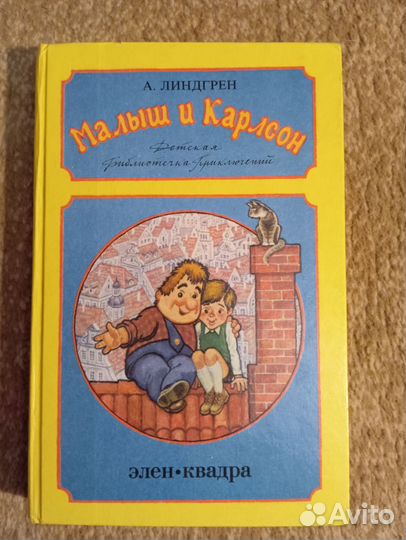 А. ЛИНДГРЕН
Малыш и Карлсон
Детская
Библиотечка Приключений
элен•квадра
Avito